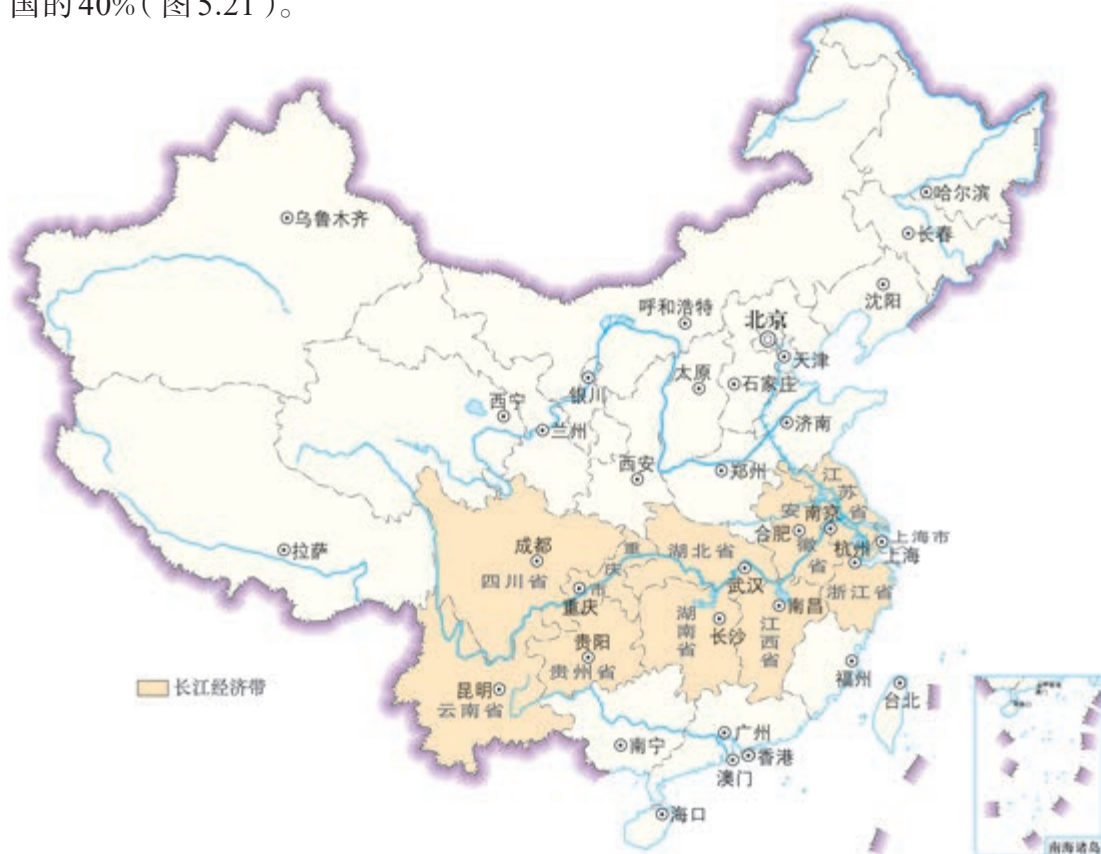 国的40%（图5.21）。
乌鲁木齐
哈尔滨
长春
沈阳
呼和浩特
北京
天津
银川
太原
石家庄
西宁
济南
兰州
西安
郑州
江苏省
安徽省
南京
合肥
上海市
上海
杭州
浙江省
拉萨
成都
四川省
重庆市
湖北省
武汉
重庆
南昌
湖南省
长沙
江西省
贵阳
贵州省
福州
长江经济带
昆明
云南省
台北
广州
南宁
香港
澳门
海口
南海诸岛